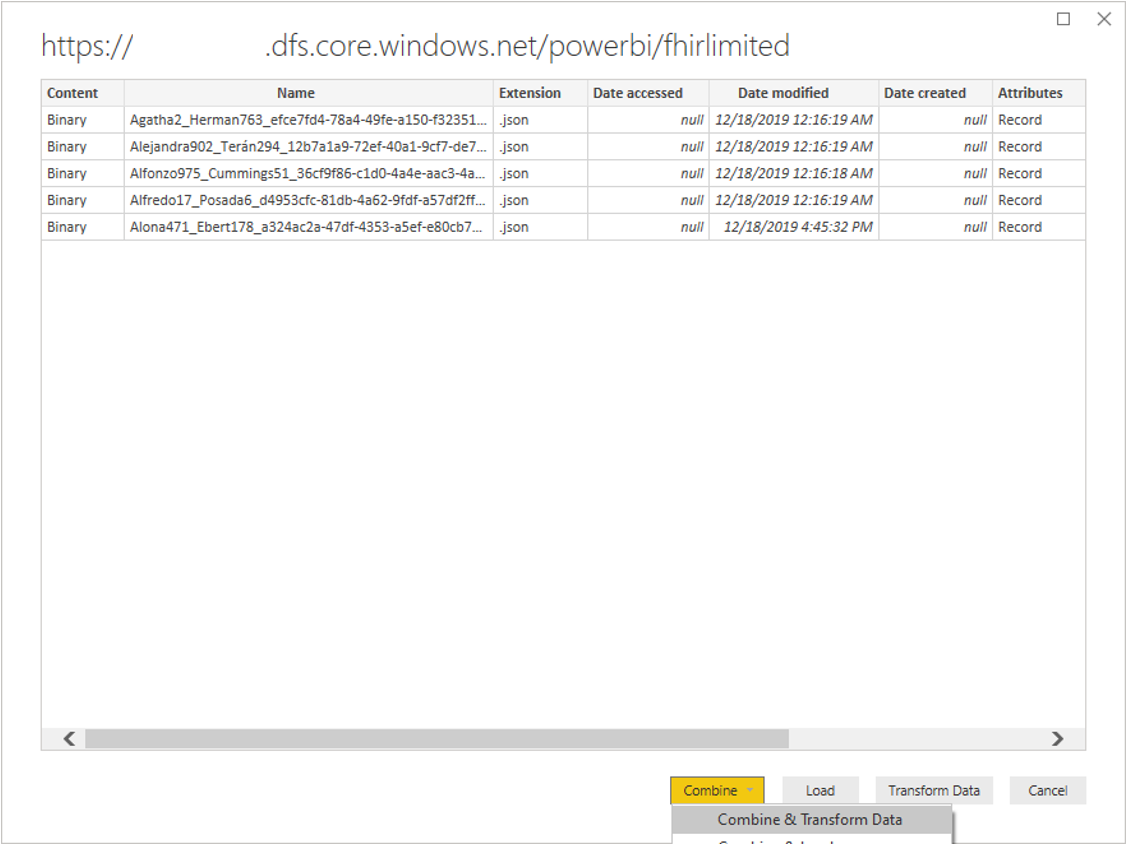 https:// .dfs.core.windows.net/powerbi/fhirlimited
Content Name Extension Date accessed Date modified Date created Attributes
Binary Agatha2_Herman763_efce7fd4-78a4-49fe-a150-f32351... .json null 12/18/2019 12:16:19 AM null Record
Binary Alejandra902_Terán294_12b7a1a9-72ef-40a1-9cf7-de7... .json null 12/18/2019 12:16:19 AM null Record
Binary Alfonzo975_Cummings51_36cf9f86-c1d0-4a4e-aac3-4a... .json null 12/18/2019 12:16:18 AM null Record
Binary Alfredo17_Posada6_d4953cfc-81db-4a62-9fdf-a57df2ff... .json null 12/18/2019 12:16:19 AM null Record
Binary Alona471_Ebert178_a324ac2a-47df-4353-a5ef-e80cb7... .json null 12/18/2019 4:45:32 PM null Record
Combine Load Transform Data Cancel
Combine & Transform Data